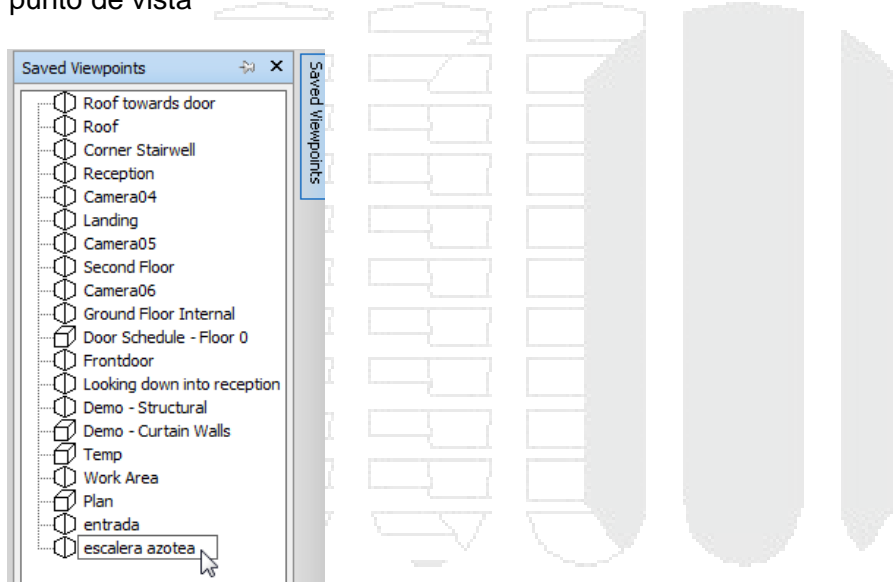 punto de vista
Saved Viewpoints
Saved Viewpoints
Roof towards door
Roof
Corner Stairwell
Reception
Camera04
Landing
Camera05
Second Floor
Camera06
Ground Floor Internal
Door Schedule - Floor 0
Frontdoor
Looking down into reception
Demo - Structural
Demo - Curtain Walls
Temp
Work Area
Plan
entrada
escalera azotea